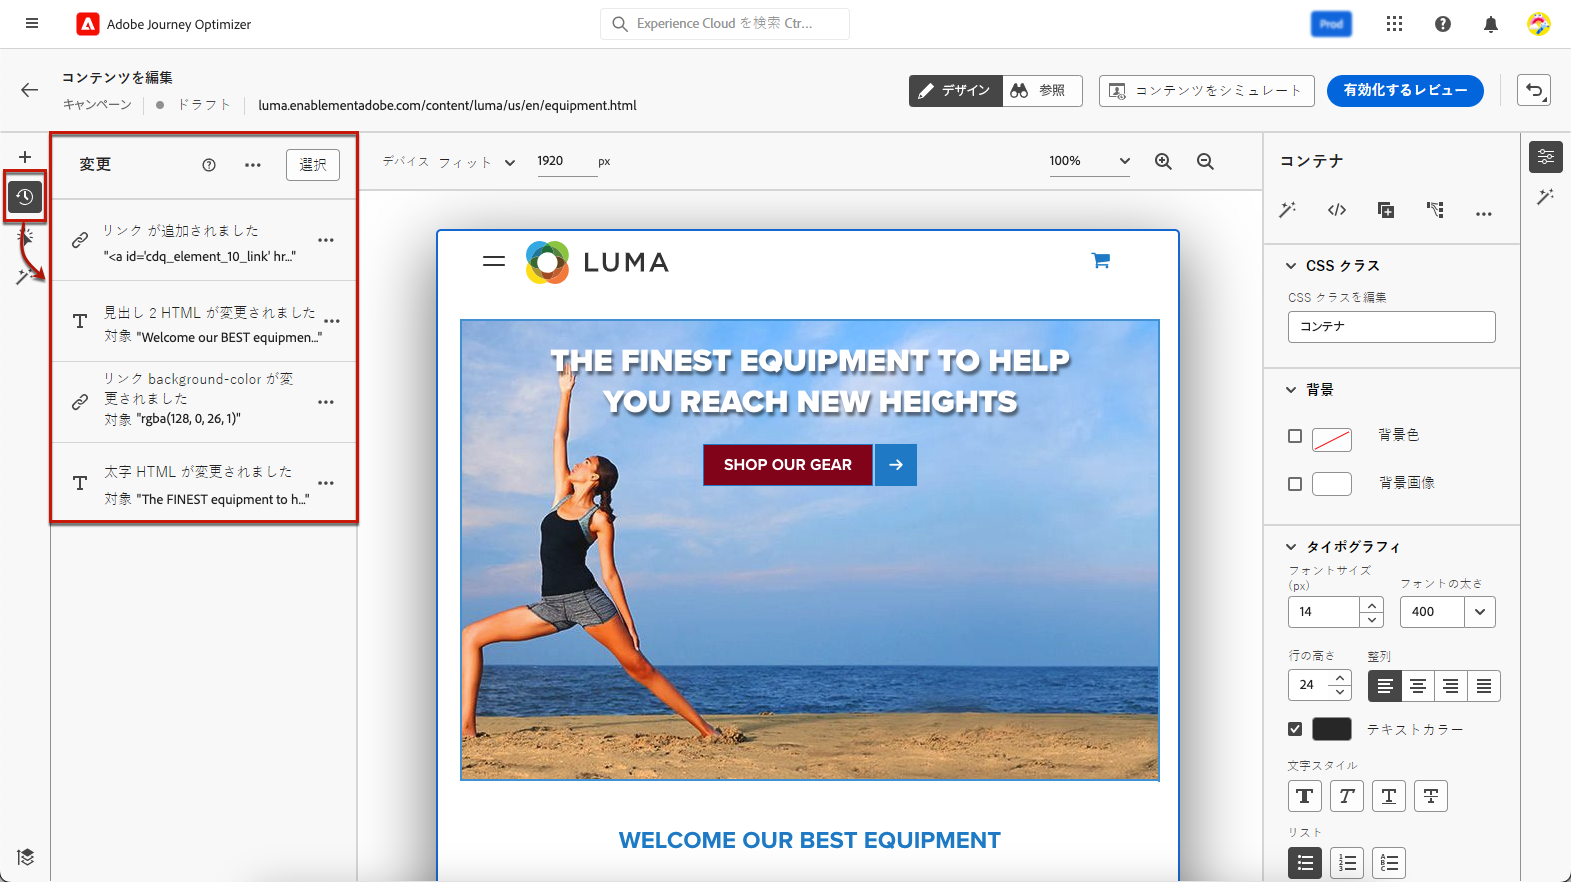 Adobe Journey Optimizer
Experience Cloud を検索 Ctr...
Prod
コンテンツを編集
キャンペーン
ドラフト
luma.enablementadobe.com/content/luma/us/en/equipment.html
デザイン
参照
コンテンツをシミュレート
有効化するレビュー
変更
選択
リンク が追加されました
"<a id='cdq_element_10_link' hr..."
見出し 2 HTML が変更されました
対象 "Welcome our BEST equipmen..."
リンク background-color が変
更されました
対象 "rgba(128, 0, 26, 1)"
太字 HTML が変更されました
対象 "The FINEST equipment to h..."
デバイス フィット
1920 px
100%
LUMA
THE FINEST EQUIPMENT TO HELP
YOU REACH NEW HEIGHTS
SHOP OUR GEAR
WELCOME OUR BEST EQUIPMENT
コンテナ
CSS クラス
CSS クラスを編集
コンテナ
背景
背景色
背景画像
タイポグラフィ
フォントサイズ
(px)
フォントの太さ
14
400
行の高さ
整列
24
テキストカラー
文字スタイル
リスト